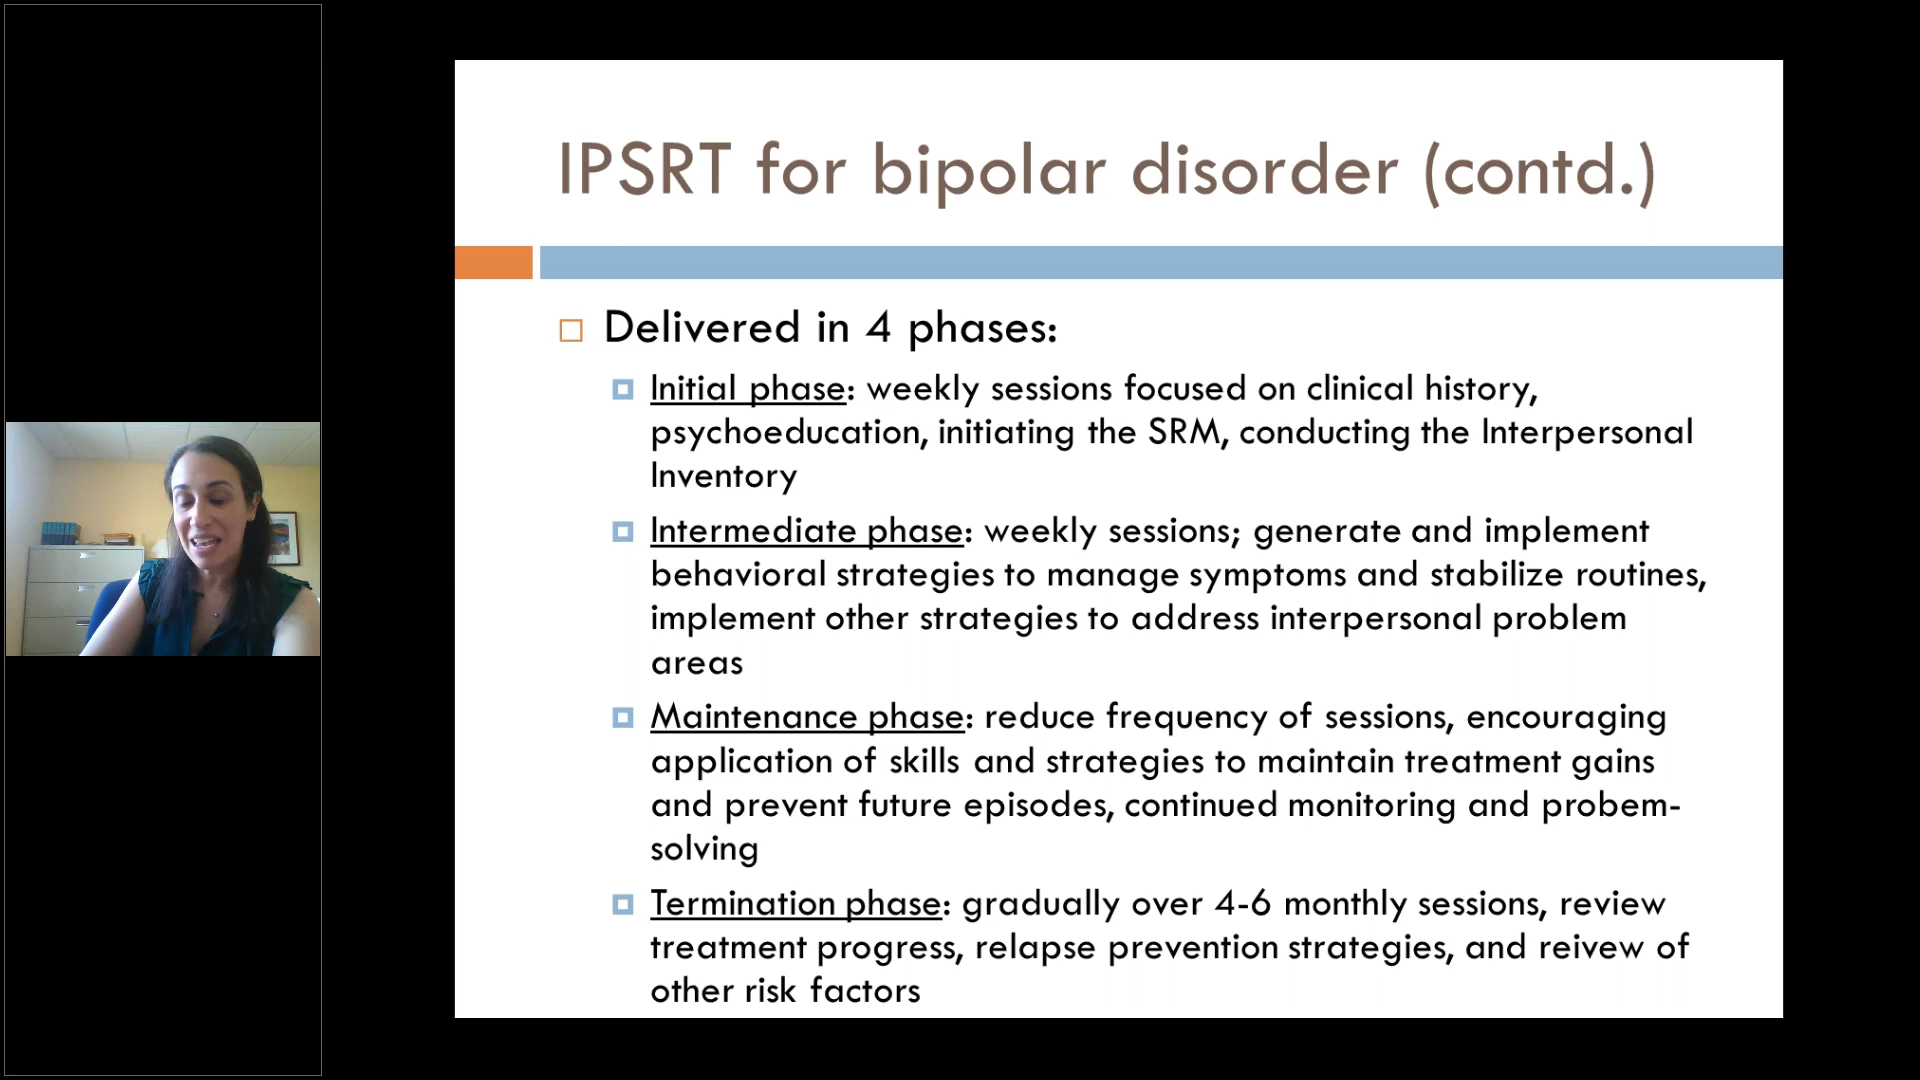 IPSRT for bipolar disorder (contd.)
Delivered in 4 phases:
Initial phase: weekly sessions focused on clinical history,
psychoeducation, initiating the SRM, conducting the Interpersonal
Inventory
Intermediate phase: weekly sessions; generate and implement
behavioral strategies to manage symptoms and stabilize routines,
implement other strategies to address interpersonal problem
areas
Maintenance phase: reduce frequency of sessions, encouraging
application of skills and strategies to maintain treatment gains
and prevent future episodes, continued monitoring and probem-
solving
Termination phase: gradually over 4-6 monthly sessions, review
treatment progress, relapse prevention strategies, and reivew of
other risk factors